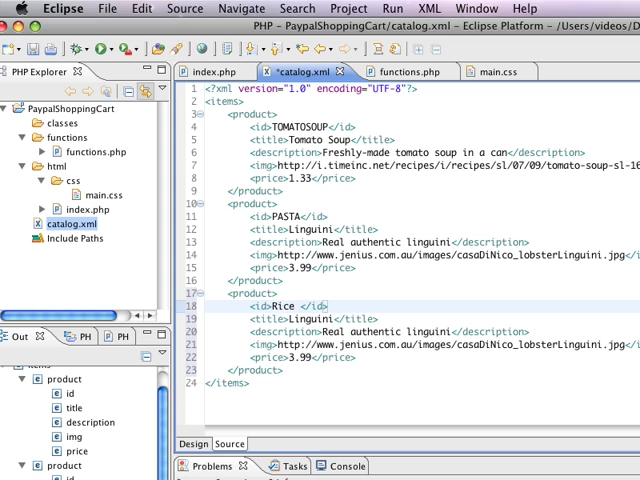 Eclipse File Edit Source Navigate Search Project Run XML Window Help
PHP - PaypalShoppingCart/catalog.xml - Eclipse Platform - /Users/videos/D
PHP Explorer
index.php *catalog.xml functions.php main.css
PaypalShoppingCart
classes
functions
functions.php
html
css
main.css
index.php
catalog.xml
Include Paths
1 <?xml version="1.0" encoding="UTF-8"?>
2 <items>
3 <product>
4 <id>TOMATOSOUP</id>
5 <title>Tomato Soup</title>
6 <description>Freshly-made tomato soup in a can</description>
7 <img>http://i.timeinc.net/recipes/i/recipes/sl/07/09/tomato-soup-sl-16
8 <price>1.33</price>
9 </product>
10 <product>
11 <id>PASTA</id>
12 <title>Linguini</title>
13 <description>Real authentic linguini</description>
14 <img>http://www.jenius.com.au/images/casaDiNico_lobsterLinguini.jpg</i
15 <price>3.99</price>
16 </product>
17 <product>
18 <id>Rice </id>
19 <title>Linguini</title>
20 <description>Real authentic linguini</description>
21 <img>http://www.jenius.com.au/images/casaDiNico_lobsterLinguini.jpg</i
22 <price>3.99</price>
23 </product>
24 </items>
Out PH PH
product
id
title
description
img
price
product
Design Source
Problems Tasks Console